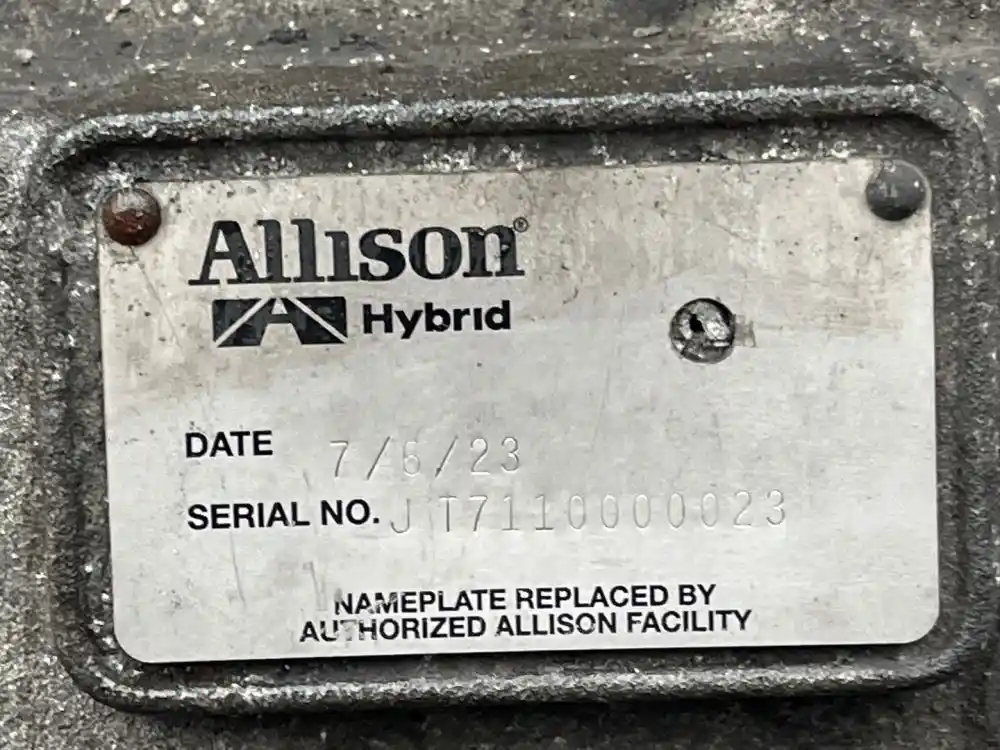 Allison®
Hybrid
DATE 7/6/23
SERIAL NO. JT7110000023
NAMEPLATE REPLACED BY
AUTHORIZED ALLISON FACILITY